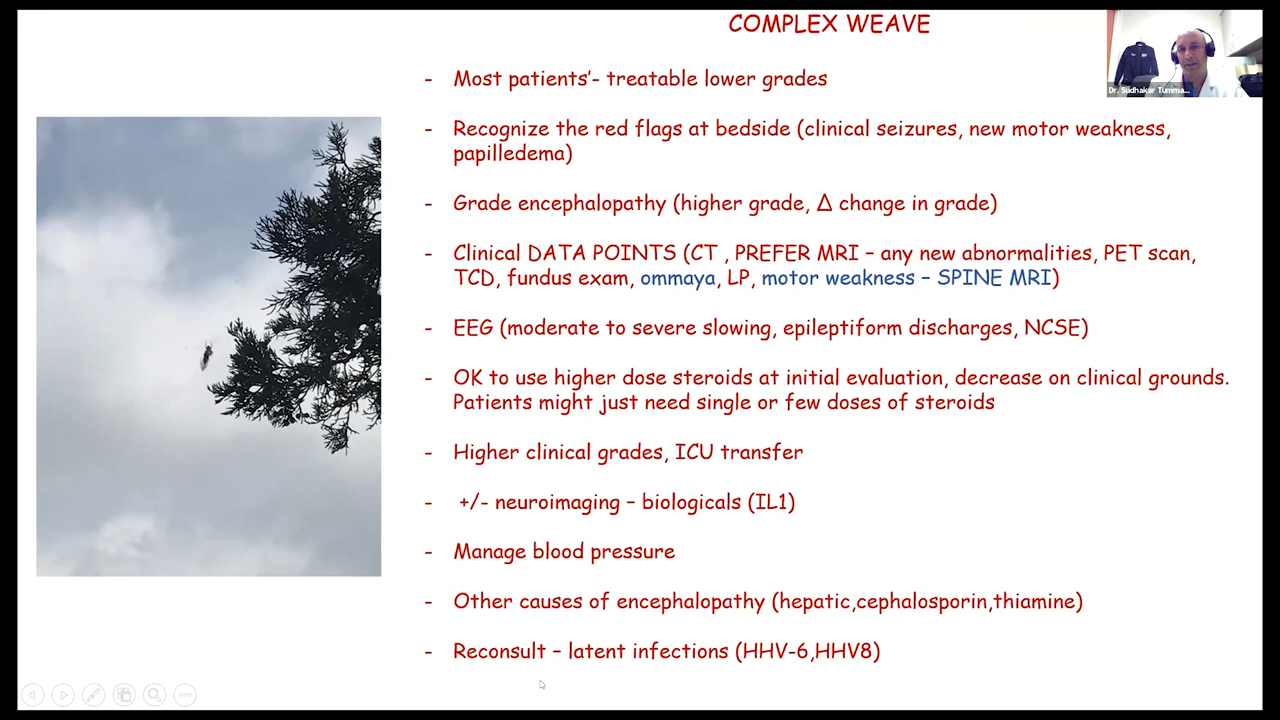 COMPLEX WEAVE
Dr. Sudhakar Tumma...
- Most patients'- treatable lower grades
- Recognize the red flags at bedside (clinical seizures, new motor weakness,
papilledema)
- Grade encephalopathy (higher grade, Δ change in grade)
- Clinical DATA POINTS (CT , PREFER MRI – any new abnormalities, PET scan,
TCD, fundus exam, ommaya, LP, motor weakness – SPINE MRI)
- EEG (moderate to severe slowing, epileptiform discharges, NCSE)
- OK to use higher dose steroids at initial evaluation, decrease on clinical grounds.
Patients might just need single or few doses of steroids
- Higher clinical grades, ICU transfer
- +/- neuroimaging – biologicals (IL1)
- Manage blood pressure
- Other causes of encephalopathy (hepatic,cephalosporin,thiamine)
- Reconsult – latent infections (HHV-6,HHV8)